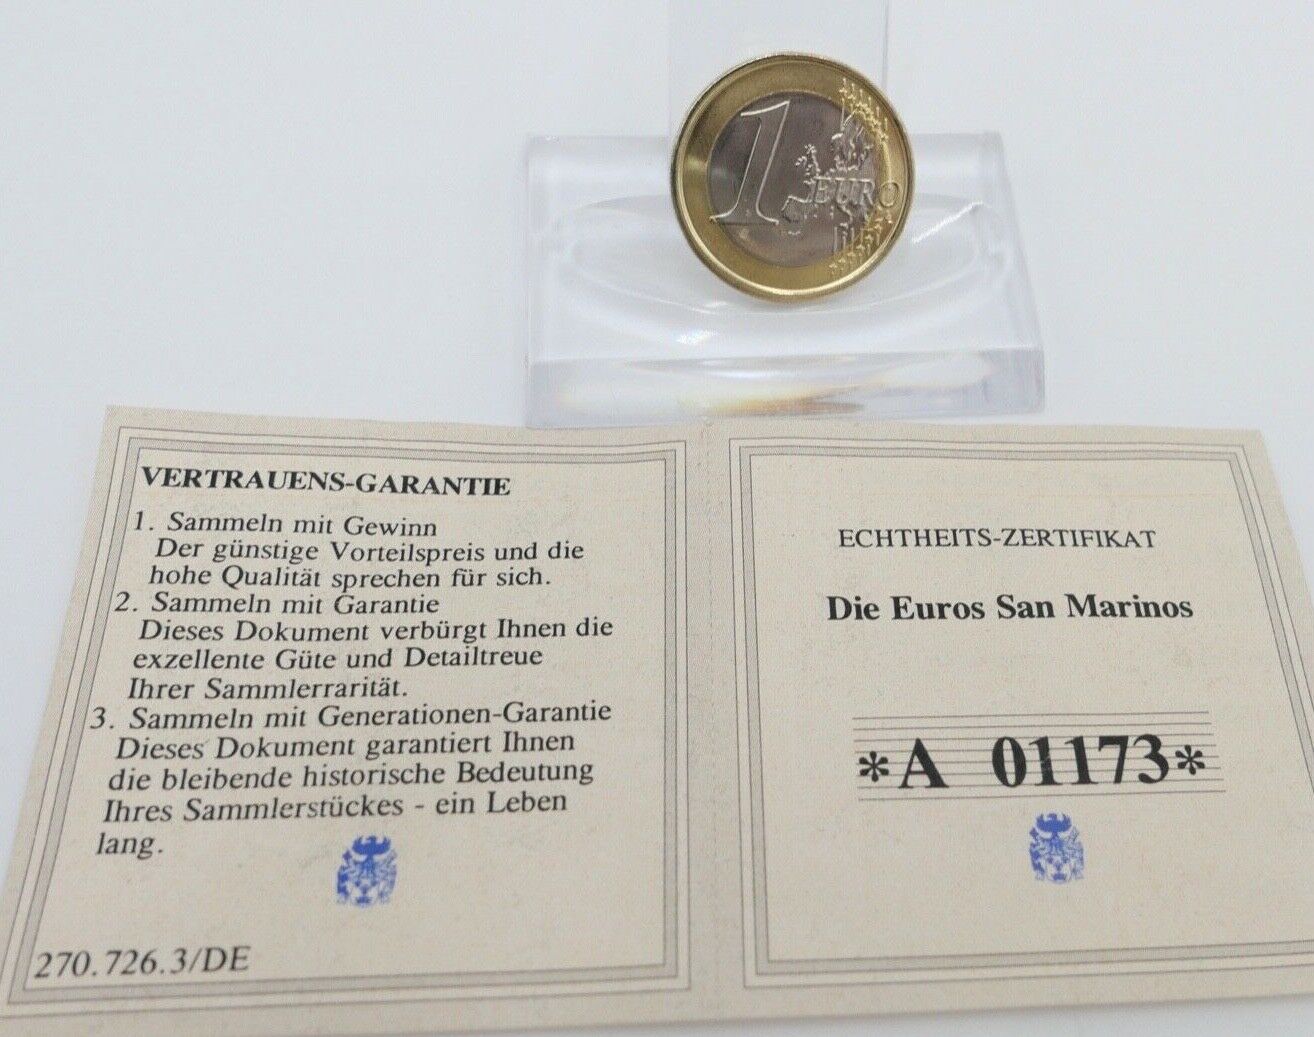 1 EURO
VERTRAUENS-GARANTIE
1. Sammeln mit Gewinn
Der günstige Vorteilspreis und die
hohe Qualität sprechen für sich.
2. Sammeln mit Garantie
Dieses Dokument verbürgt Ihnen die
exzellente Güte und Detailtreue
Ihrer Sammlerrarität.
3. Sammeln mit Generationen-Garantie
Dieses Dokument garantiert Ihnen
die bleibende historische Bedeutung
Ihres Sammlerstückes - ein Leben
lang.
270.726.3/DE
ECHTHEITS-ZERTIFIKAT
Die Euros San Marinos
*A 01173*